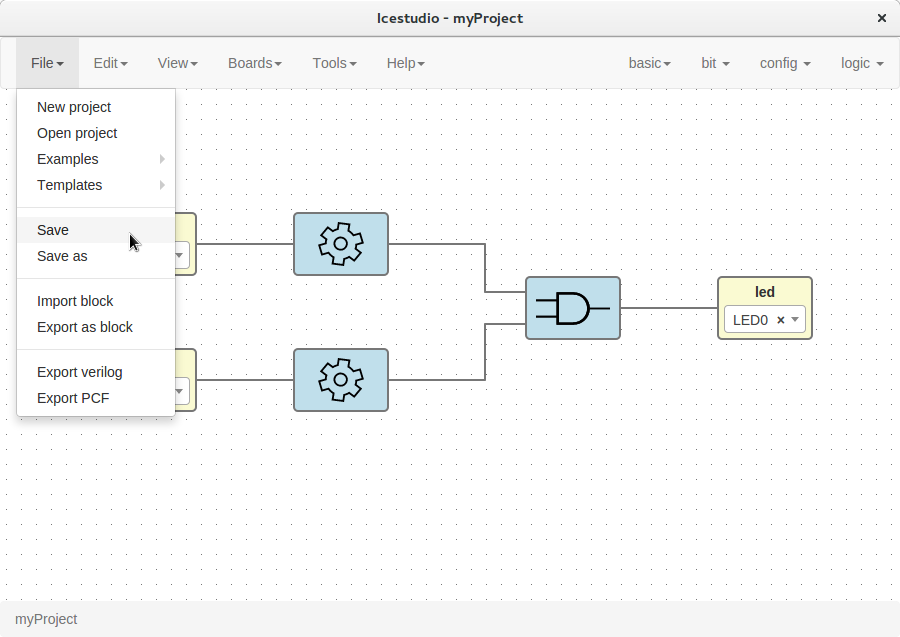 Icestudio - myProject ×
File Edit View Boards Tools Help basic bit config logic
New project
Open project
Examples
Templates
Save
Save as
Import block
Export as block
Export verilog
Export PCF
led
LED0 ×
myProject